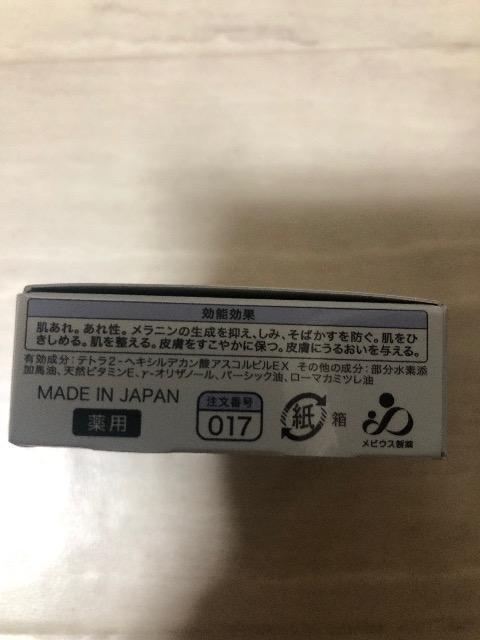 効能効果
肌あれ。あれ性。メラニンの生成を抑え、しみ、そばかすを防ぐ。肌をひ
きしめる。肌を整える。皮膚をすこやかに保つ。皮膚にうるおいを与える。
有効成分：テトラ2-ヘキシルデカン酸アスコルビルEX その他の成分：部分水素添
加馬油、天然ビタミンE、γ-オリザノール、パーシック油、ローマカミツレ油
MADE IN JAPAN
薬用
注文番号
017
紙
箱
メビウス製薬